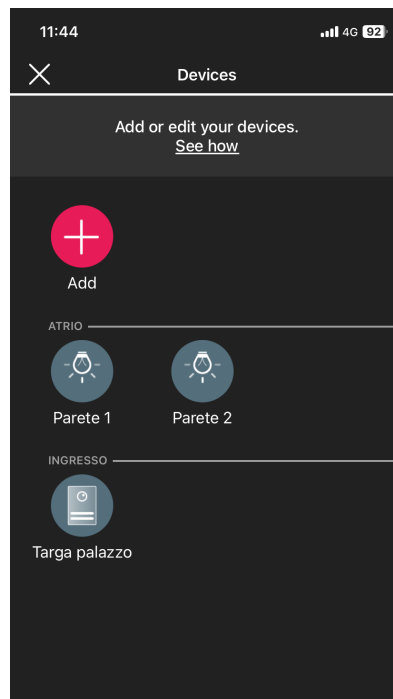 11:44
4G 92
Devices
Add or edit your devices.
See how
Add
ATRIO
Parete 1 Parete 2
INGRESSO
Targa palazzo